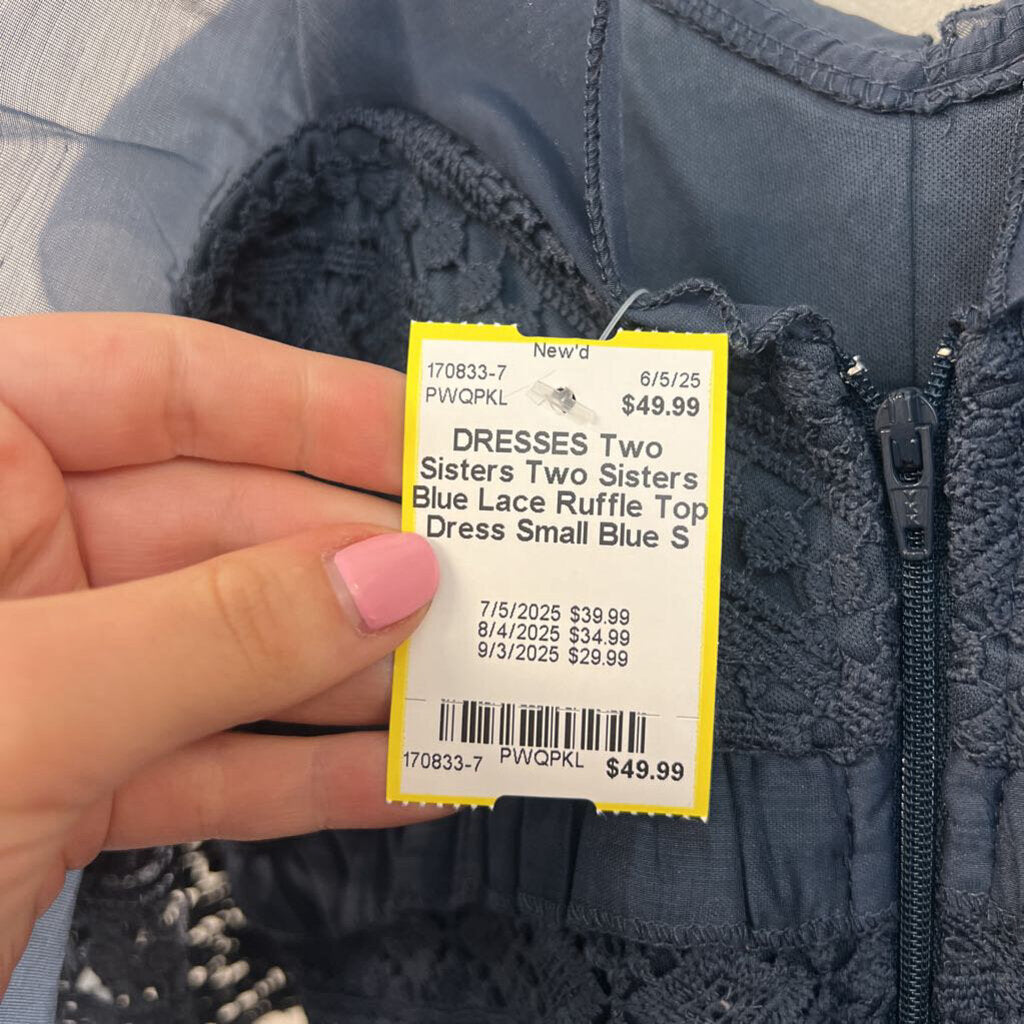 New'd
170833-7 6/5/25
PWQPKL $49.99
DRESSES Two
Sisters Two Sisters
Blue Lace Ruffle Top
Dress Small Blue S
7/5/2025 $39.99
8/4/2025 $34.99
9/3/2025 $29.99
170833-7 PWQPKL $49.99